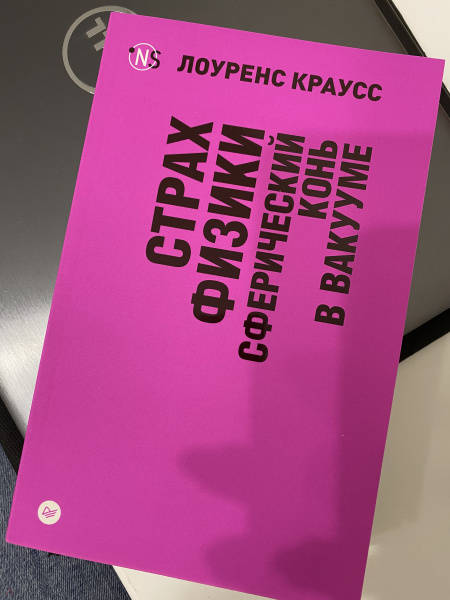 NS
ЛОУРЕНС КРАУСС
СТРАХ
ФИЗИКИ
СФЕРИЧЕСКИЙ
КОНЬ
В ВАКУУМЕ